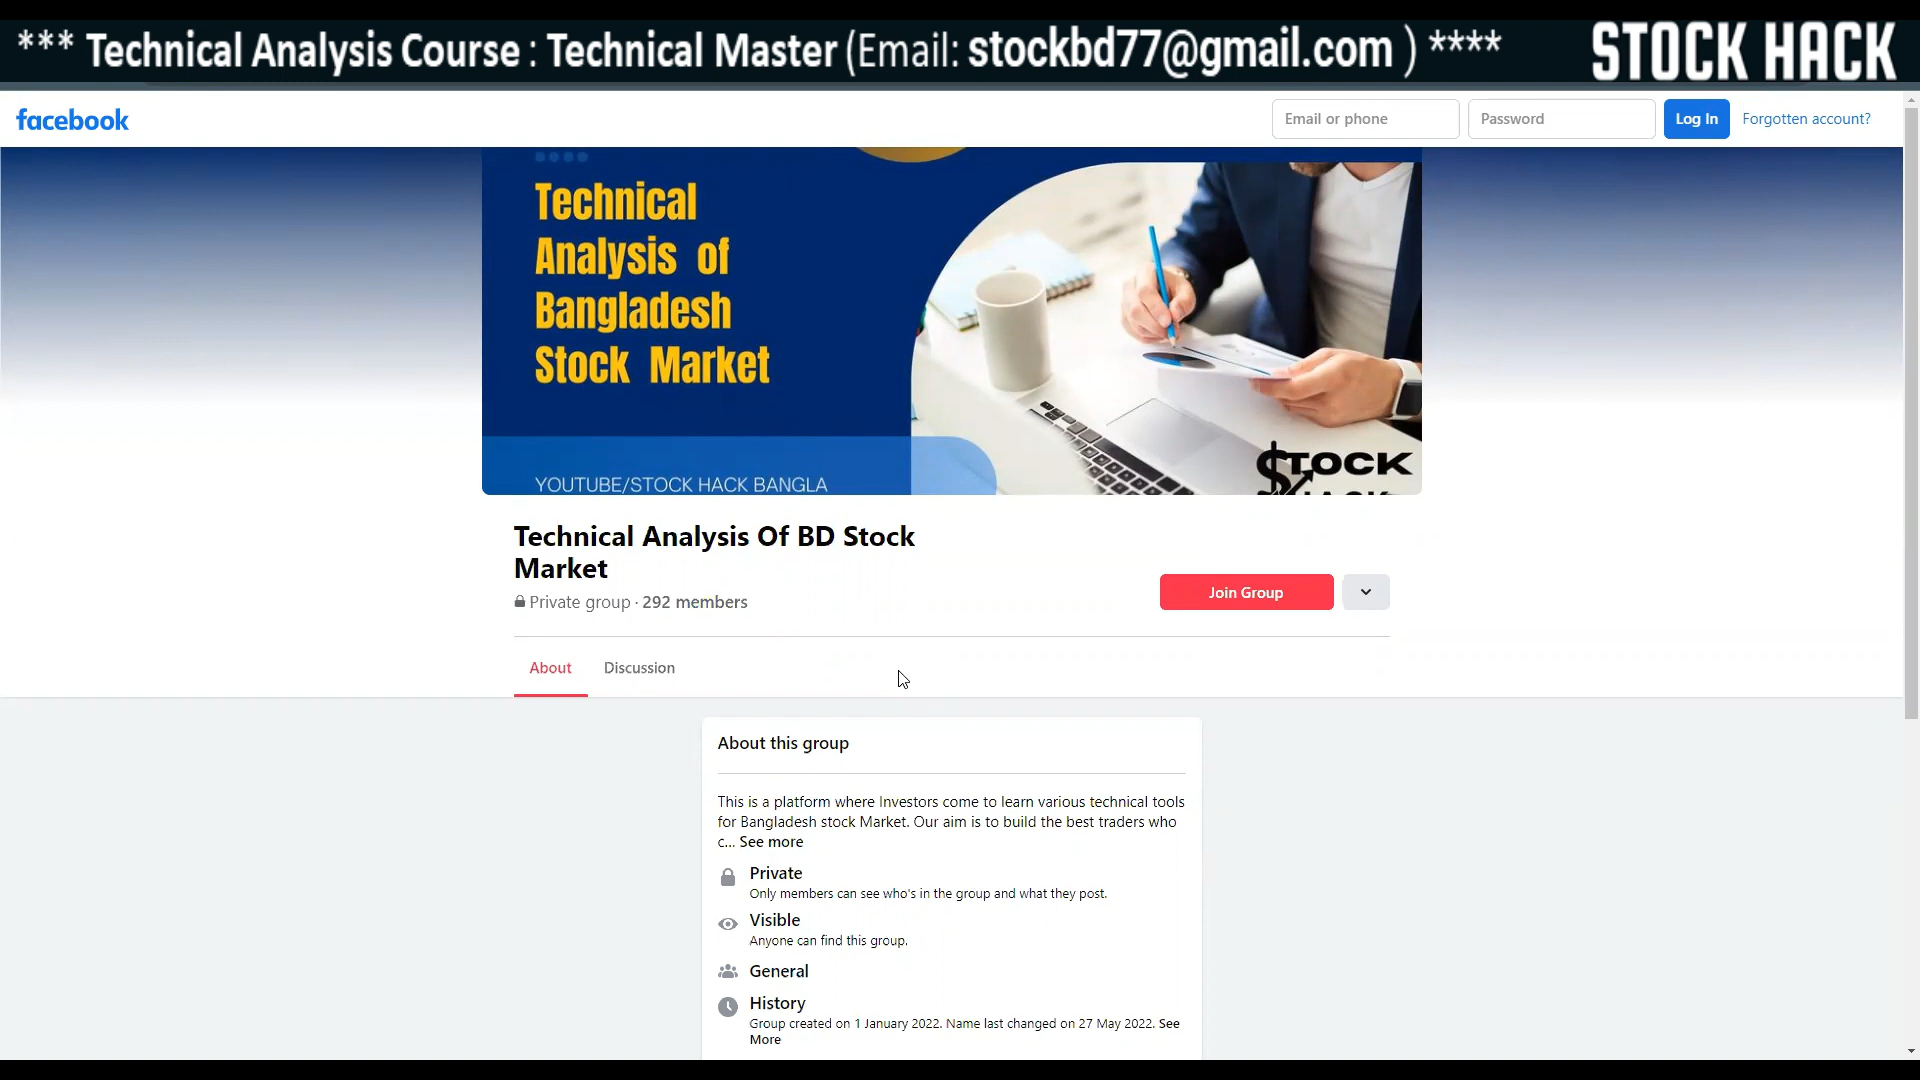 *** Technical Analysis Course : Technical Master (Email: stockbd77@gmail.com ) ****
STOCK HACK
facebook
Email or phone
Password
Log In
Forgotten account?
Technical
Analysis of
Bangladesh
Stock Market
YOUTUBE/STOCK HACK BANGLA
$TOCK
Technical Analysis Of BD Stock
Market
Private group · 292 members
Join Group
About
Discussion
About this group
This is a platform where Investors come to learn various technical tools
for Bangladesh stock Market. Our aim is to build the best traders who
c... See more
Private
Only members can see who's in the group and what they post.
Visible
Anyone can find this group.
General
History
Group created on 1 January 2022. Name last changed on 27 May 2022. See
More